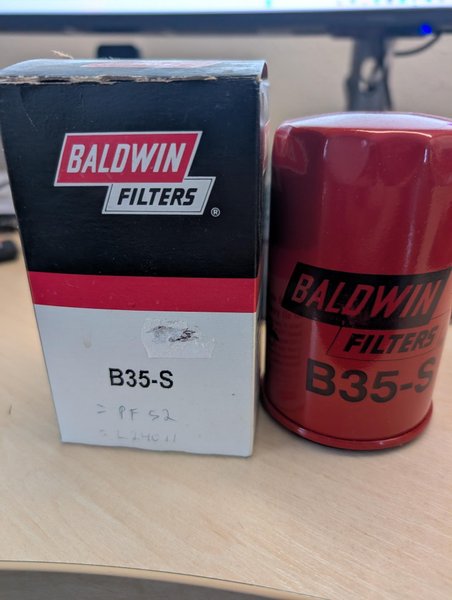 BALDWIN
FILTERS
®
B35-S
= PF 52
BALDWIN
FILTERS
B35-S